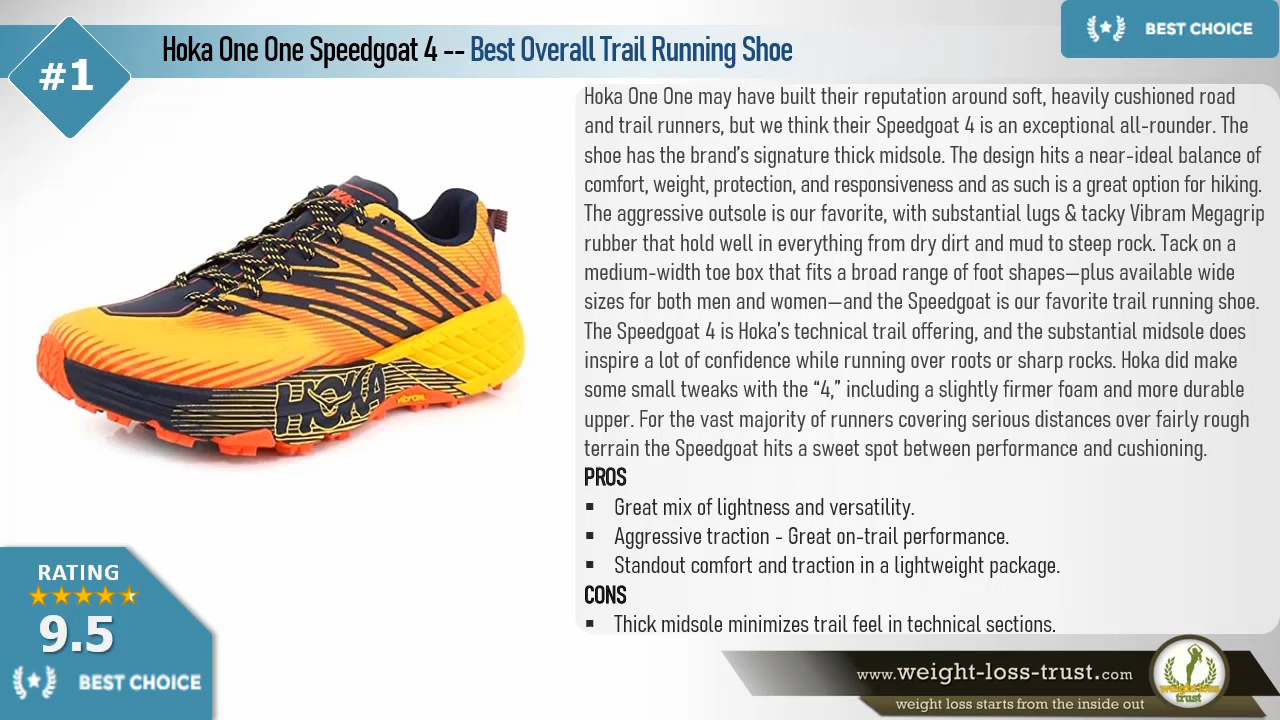 #1
Hoka One One Speedgoat 4 -- Best Overall Trail Running Shoe
BEST CHOICE
Hoka One One may have built their reputation around soft, heavily cushioned road
and trail runners, but we think their Speedgoat 4 is an exceptional all-rounder. The
shoe has the brand's signature thick midsole. The design hits a near-ideal balance of
comfort, weight, protection, and responsiveness and as such is a great option for hiking.
The aggressive outsole is our favorite, with substantial lugs & tacky Vibram Megagrip
rubber that hold well in everything from dry dirt and mud to steep rock. Tack on a
medium-width toe box that fits a broad range of foot shapes—plus available wide
sizes for both men and women—and the Speedgoat is our favorite trail running shoe.
The Speedgoat 4 is Hoka's technical trail offering, and the substantial midsole does
inspire a lot of confidence while running over roots or sharp rocks. Hoka did make
some small tweaks with the “4,” including a slightly firmer foam and more durable
upper. For the vast majority of runners covering serious distances over fairly rough
terrain the Speedgoat hits a sweet spot between performance and cushioning.
PROS
▪ Great mix of lightness and versatility.
▪ Aggressive traction - Great on-trail performance.
▪ Standout comfort and traction in a lightweight package.
CONS
▪ Thick midsole minimizes trail feel in technical sections.
HOKA
vibram
RATING
9.5
BEST CHOICE
www.weight-loss-trust.com
weight loss starts from the inside out
weight loss
trust